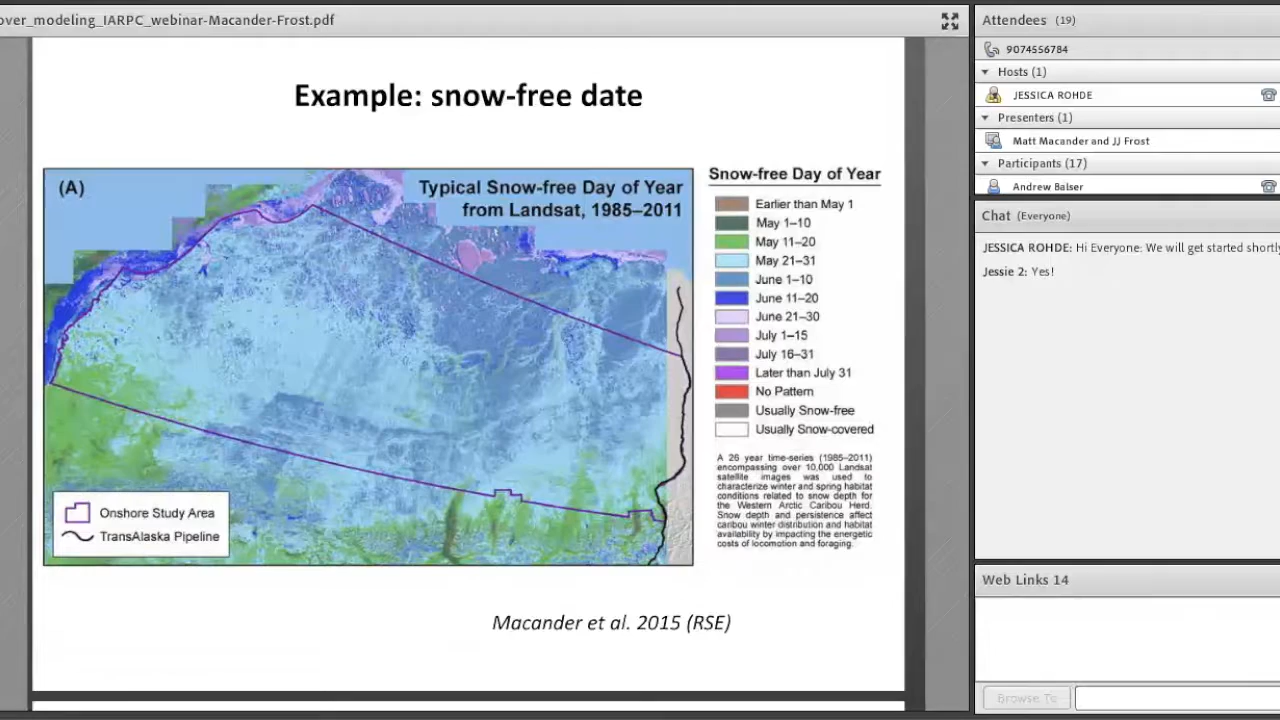 over_modeling_IARPC_webinar-Macander-Frost.pdf
Example: snow-free date
(A)
Typical Snow-free Day of Year
from Landsat, 1985–2011
Onshore Study Area
TransAlaska Pipeline
Snow-free Day of Year
Earlier than May 1
May 1–10
May 11–20
May 21–31
June 1–10
June 11–20
June 21–30
July 1–15
July 16–31
Later than July 31
No Pattern
Usually Snow-free
Usually Snow-covered
A 26 year time-series (1985–2011)
encompassing over 10,000 Landsat
satellite images was used to
characterize winter and spring habitat
conditions related to snow depth for
the Western Arctic Caribou Herd.
Snow depth and persistence affect
caribou winter distribution and habitat
availability by impacting the energetic
costs of locomotion and foraging.
Macander et al. 2015 (RSE)
Attendees (19)
9074556784
Hosts (1)
JESSICA ROHDE
Presenters (1)
Matt Macander and JJ Frost
Participants (17)
Andrew Balser
Chat (Everyone)
JESSICA ROHDE: Hi Everyone: We will get started shortly
Jessie 2: Yes!
Web Links 14
Browse To